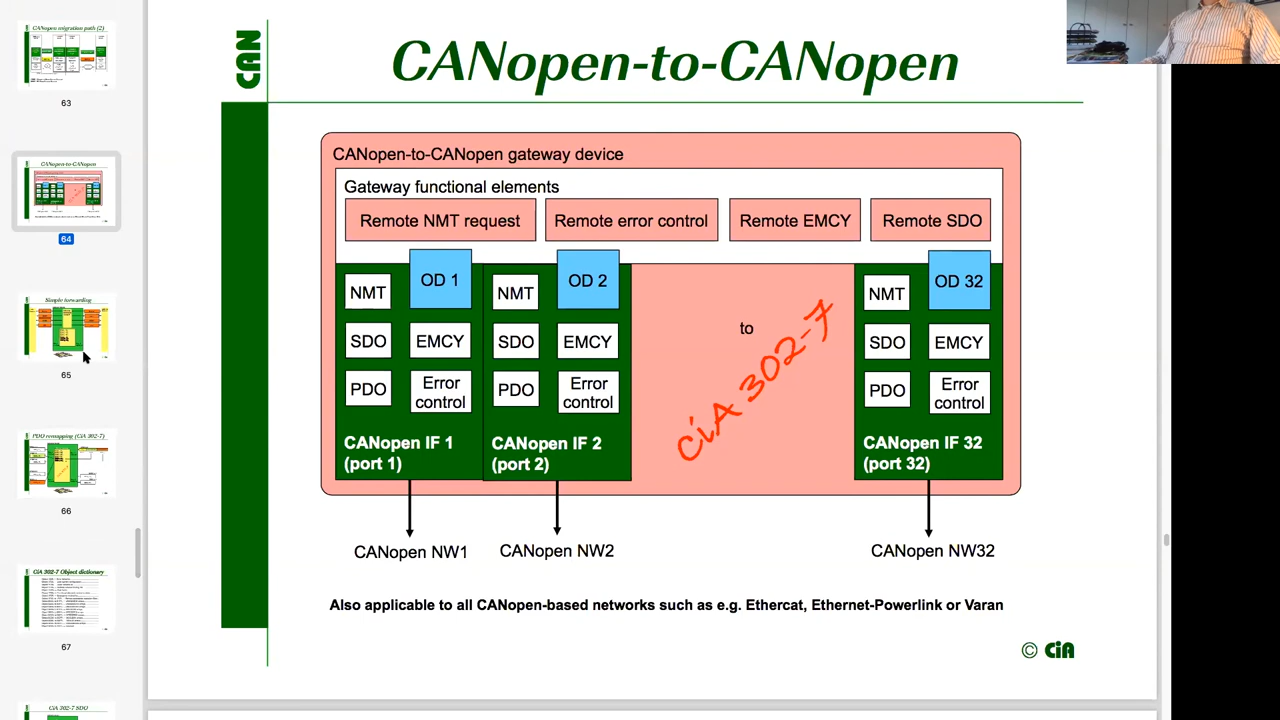 CANopen migration path (2)
63
CANopen-to-CANopen
64
Simple forwarding
65
PDO remapping (CiA 302-7)
66
CiA 302-7 Object dictionary
67
CiA 302-7 SDO
CAN
CANopen-to-CANopen
CANopen-to-CANopen gateway device
Gateway functional elements
Remote NMT request
Remote error control
Remote EMCY
Remote SDO
NMT
OD 1
SDO
EMCY
PDO
Error
control
CANopen IF 1
(port 1)
NMT
OD 2
SDO
EMCY
PDO
Error
control
CANopen IF 2
(port 2)
to
CiA 302-7
NMT
OD 32
SDO
EMCY
PDO
Error
control
CANopen IF 32
(port 32)
CANopen NW1
CANopen NW2
CANopen NW32
Also applicable to all CANopen-based networks such as e.g. Ethercat, Ethernet-Powerlink or Varan
© CiA